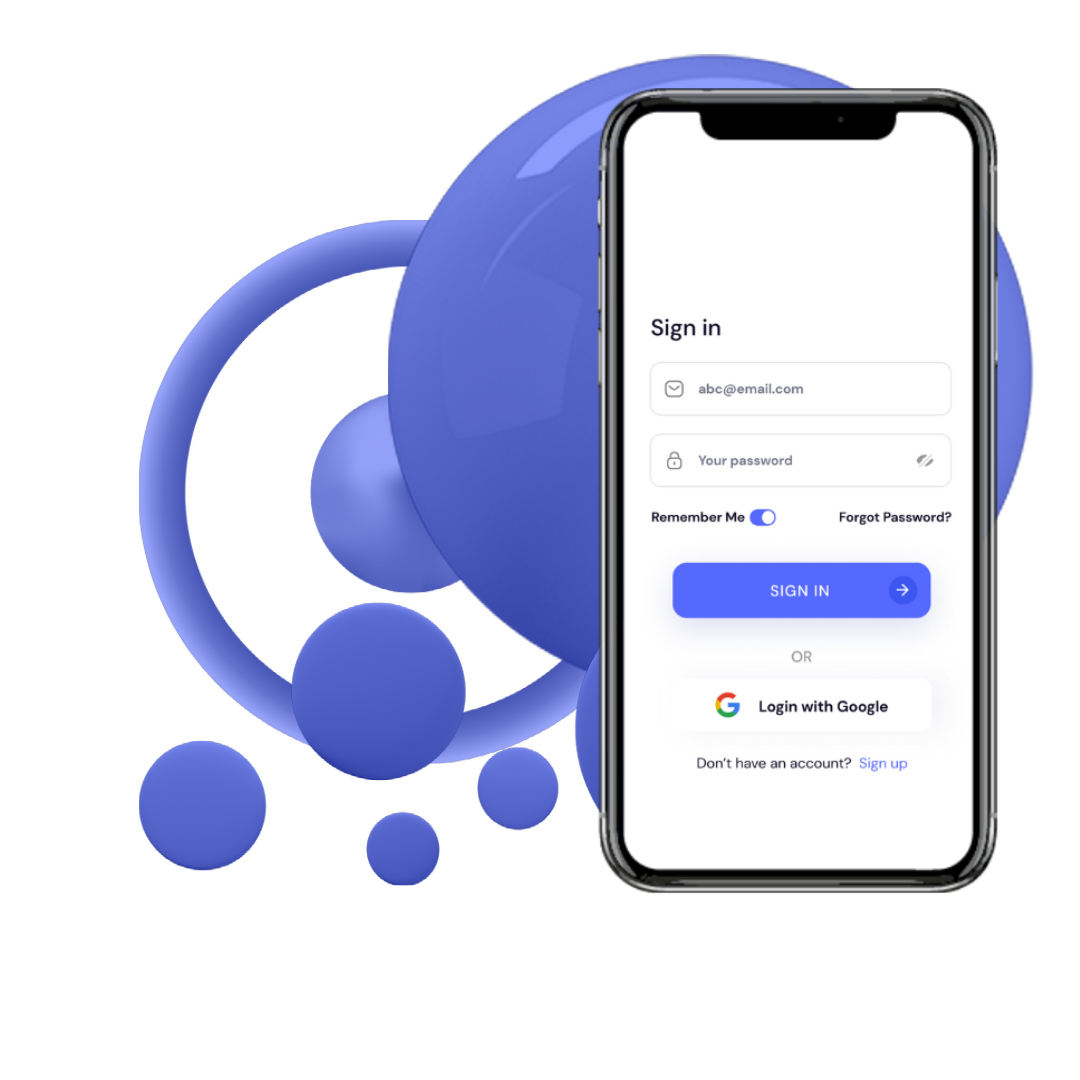 Sign in
abc@email.com
Your password
Remember Me Forgot Password?
SIGN IN
OR
Login with Google
Don’t have an account? Sign up